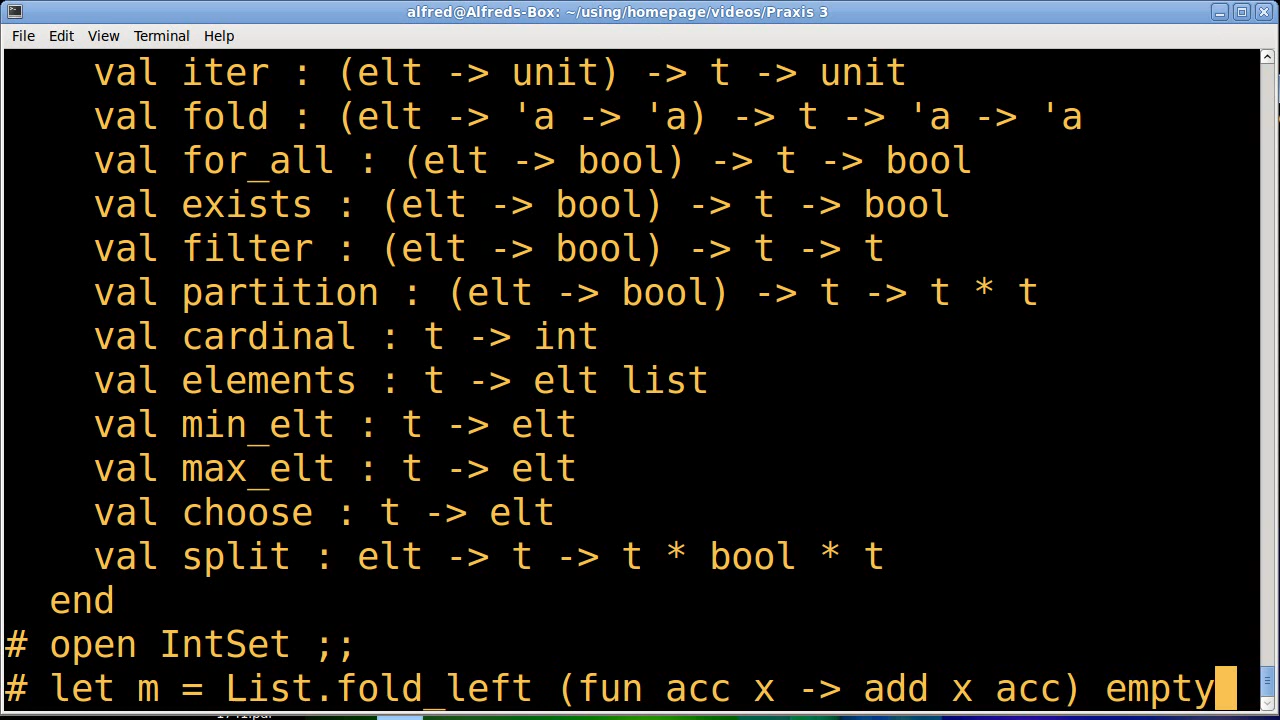 alfred@Alfreds-Box: ~/using/homepage/videos/Praxis 3
File Edit View Terminal Help
val iter : (elt -> unit) -> t -> unit
val fold : (elt -> 'a -> 'a) -> t -> 'a -> 'a
val for_all : (elt -> bool) -> t -> bool
val exists : (elt -> bool) -> t -> bool
val filter : (elt -> bool) -> t -> t
val partition : (elt -> bool) -> t -> t * t
val cardinal : t -> int
val elements : t -> elt list
val min_elt : t -> elt
val max_elt : t -> elt
val choose : t -> elt
val split : elt -> t -> t * bool * t
end
# open IntSet ;;
# let m = List.fold_left (fun acc x -> add x acc) empty